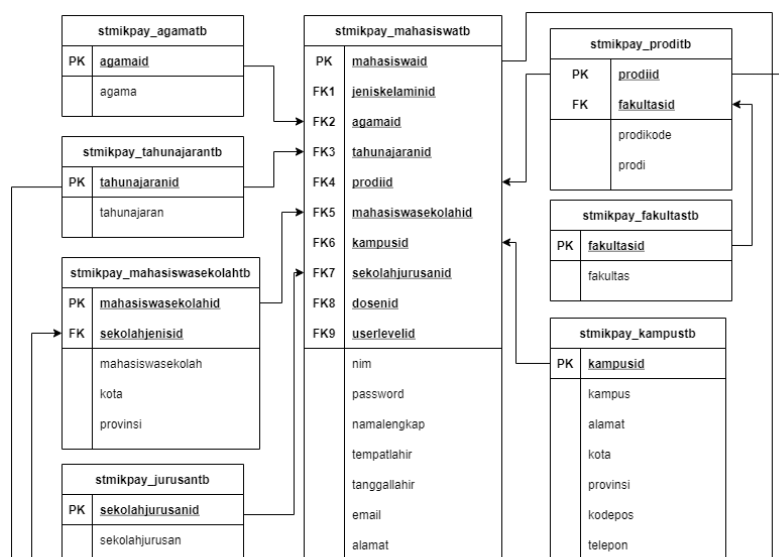 stmikpay_agamatb
PK agamaid
agama
stmikpay_tahunajarantb
PK tahunajaranid
tahunajaran
stmikpay_mahasiswasekolahtb
PK mahasiswasekolahid
FK sekolahjenisid
mahasiswasekolah
kota
provinsi
stmikpay_jurusantb
PK sekolahjurusanid
sekolahjurusan
stmikpay_mahasiswatb
PK mahasiswaid
FK1 jeniskelaminid
FK2 agamaid
FK3 tahunajaranid
FK4 prodiid
FK5 mahasiswasekolahid
FK6 kampusid
FK7 sekolahjurusanid
FK8 dosenid
FK9 userlevelid
nim
password
namalengkap
tempatlahir
tanggallahir
email
alamat
stmikpay_proditb
PK prodiid
FK fakultasid
prodikode
prodi
stmikpay_fakultastb
PK fakultasid
fakultas
stmikpay_kampustb
PK kampusid
kampus
alamat
kota
provinsi
kodepos
telepon